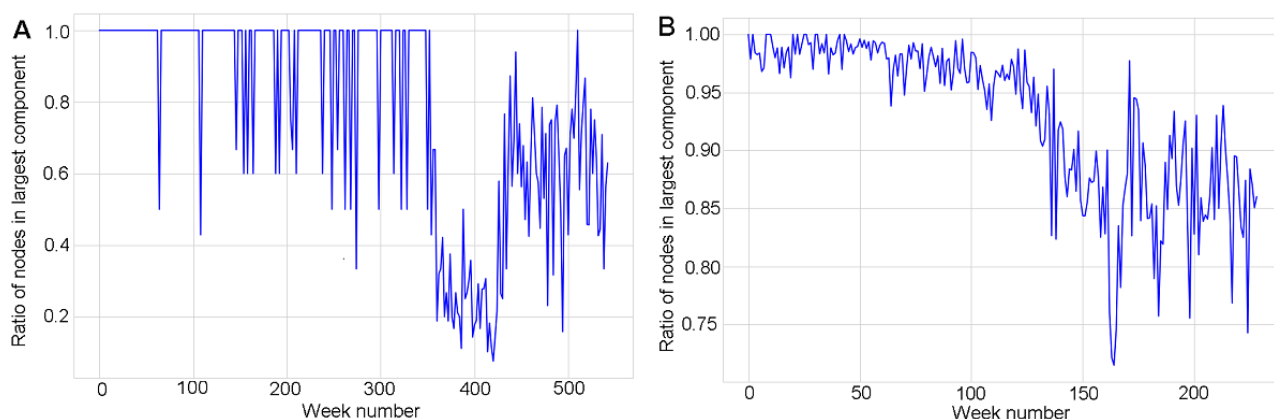 A
Ratio of nodes in largest component
1.0
0.8
0.6
0.4
0.2
0 100 200 300 400 500
Week number
B
Ratio of nodes in largest component
1.00
0.95
0.90
0.85
0.80
0.75
0 50 100 150 200
Week number